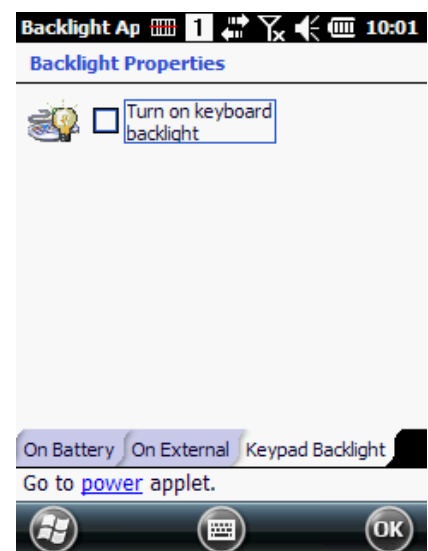 Backlight Ap 1 10:01
Backlight Properties
Turn on keyboard
backlight
On Battery On External Keypad Backlight
Go to power applet.
OK